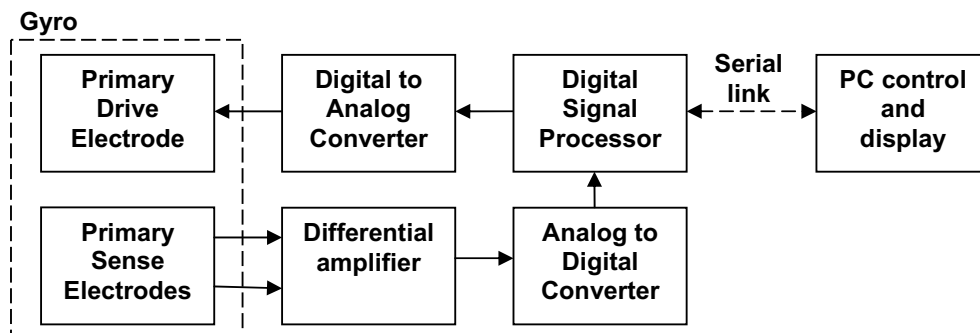 Gyro
Primary
Drive
Electrode
Digital to
Analog
Converter
Digital
Signal
Processor
Serial
link
PC control
and
display
Primary
Sense
Electrodes
Differential
amplifier
Analog to
Digital
Converter